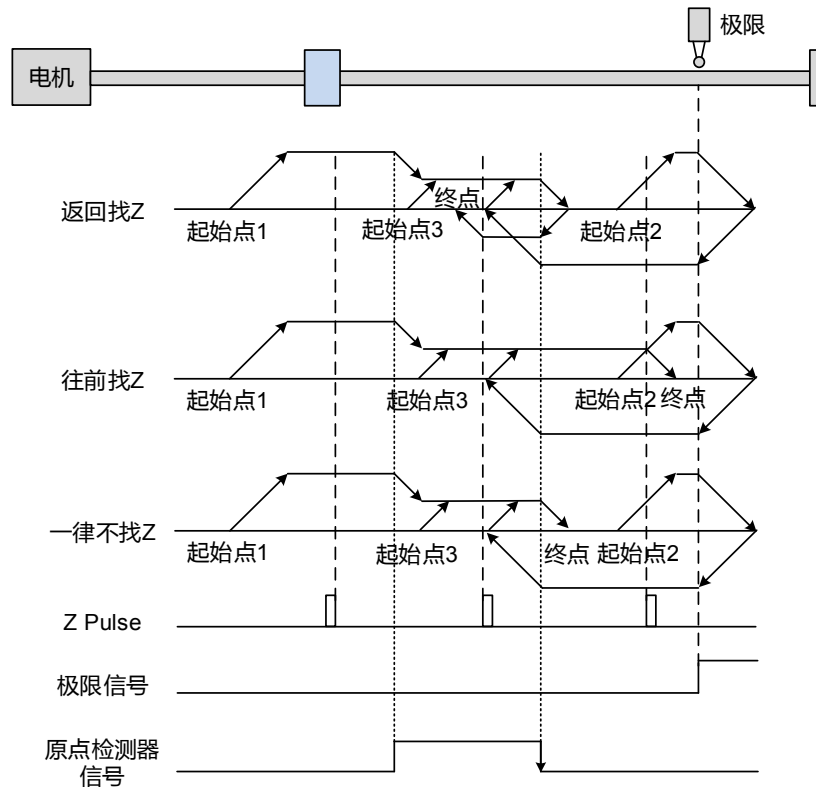 极限
电机
终点
返回找Z
起始点1
起始点3
起始点2
往前找Z
起始点1
起始点3
起始点2
终点
一律不找Z
起始点1
起始点3
终点
起始点2
Z Pulse
极限信号
原点检测器
信号